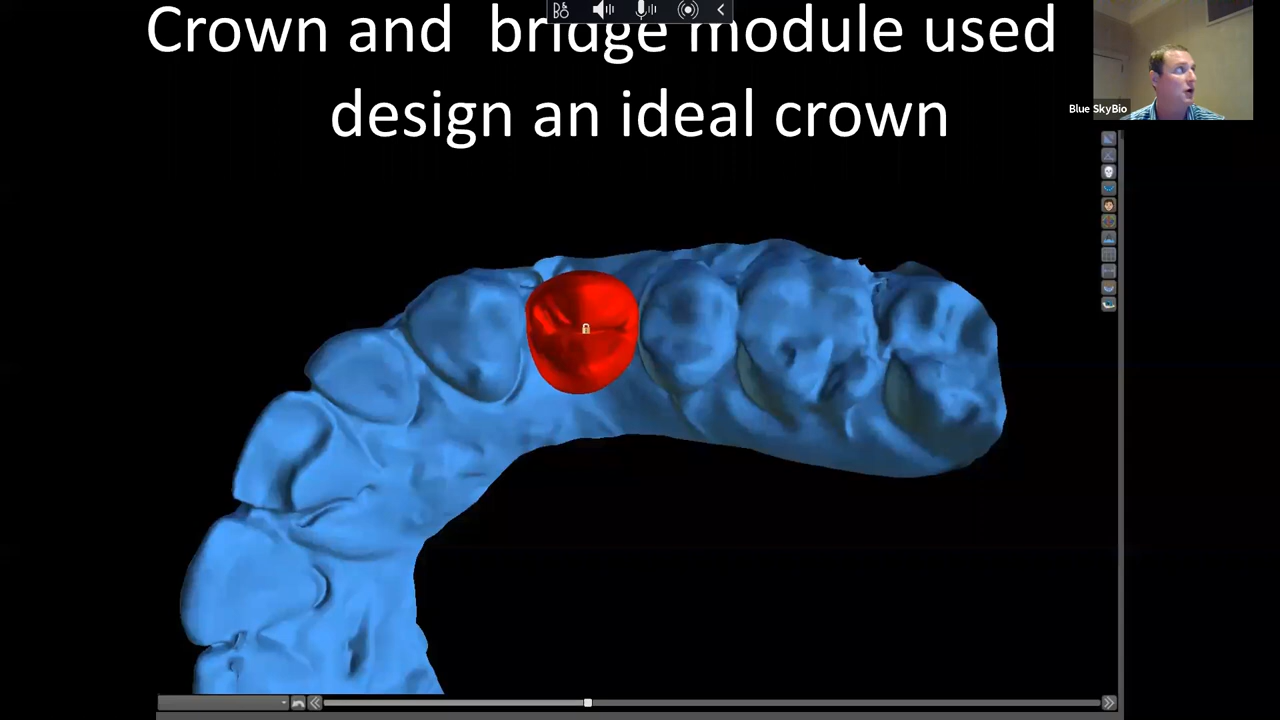 Crown and  bridge module used
design an ideal crown
Blue SkyBio